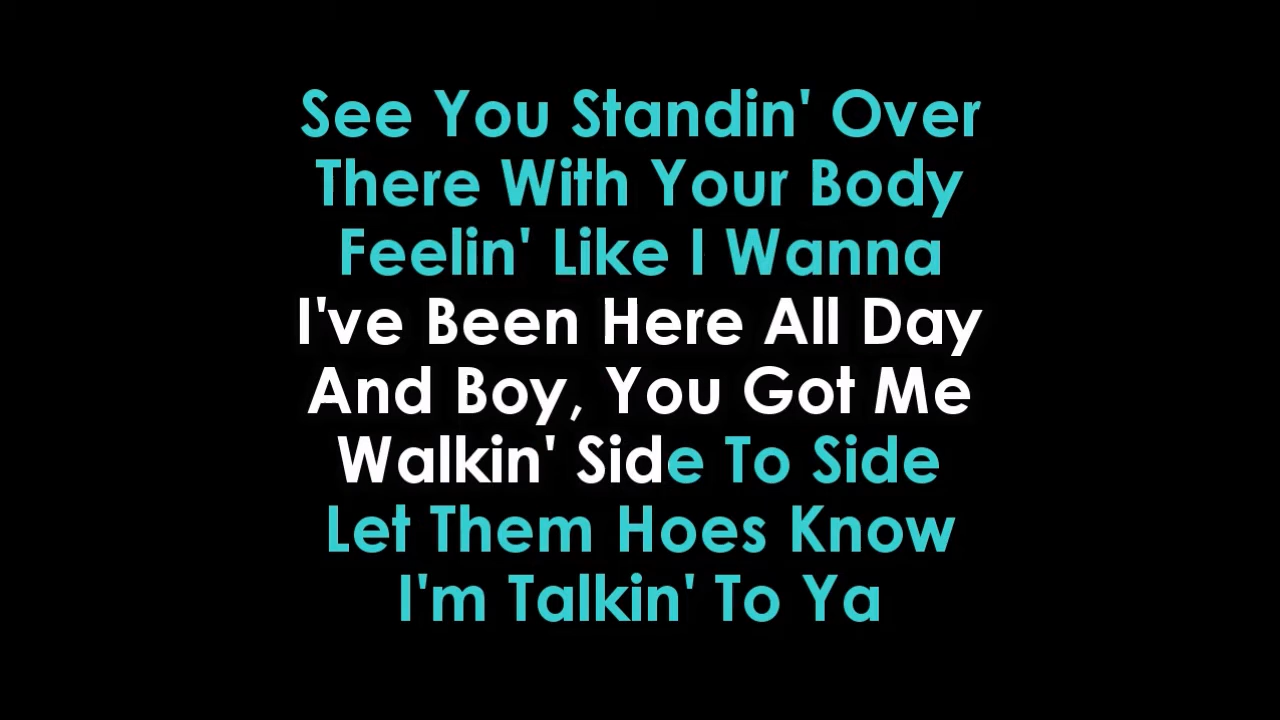 See You Standin' Over
There With Your Body
Feelin' Like I Wanna
I've Been Here All Day
And Boy, You Got Me
Walkin' Side To Side
Let Them Hoes Know
I'm Talkin' To Ya